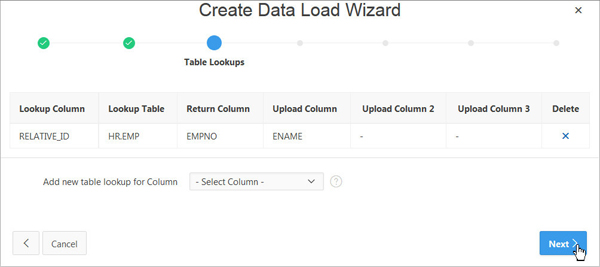 Create Data Load Wizard
Table Lookups
Lookup Column Lookup Table Return Column Upload Column Upload Column 2 Upload Column 3 Delete
RELATIVE_ID HR.EMP EMPNO ENAME - -
Add new table lookup for Column - Select Column - ?
Cancel Next